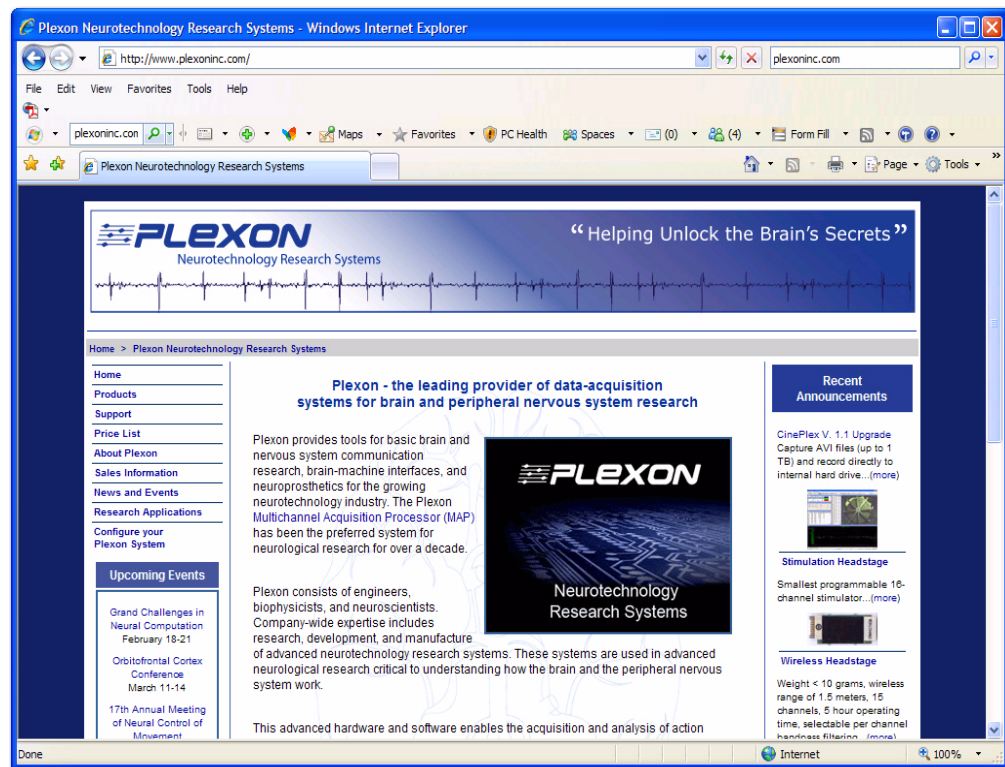 Plexon Neurotechnology Research Systems - Windows Internet Explorer
http://www.plexoninc.com/
plexoninc.com
File Edit View Favorites Tools Help
plexoninc.con
Maps
Favorites
PC Health
Spaces
(0)
(4)
Form Fill
Plexon Neurotechnology Research Systems
Page
Tools
»
PLEXON
Neurotechnology Research Systems
“Helping Unlock the Brain's Secrets”
Home > Plexon Neurotechnology Research Systems
Home
Products
Support
Price List
About Plexon
Sales Information
News and Events
Research Applications
Configure your
Plexon System
Upcoming Events
Grand Challenges in
Neural Computation
February 18-21
Orbitofrontal Cortex
Conference
March 11-14
17th Annual Meeting
of Neural Control of
Movement
Plexon - the leading provider of data-acquisition
systems for brain and peripheral nervous system research
Plexon provides tools for basic brain and
nervous system communication
research, brain-machine interfaces, and
neuroprosthetics for the growing
neurotechnology industry. The Plexon
Multichannel Acquisition Processor (MAP)
has been the preferred system for
neurological research for over a decade.
PLEXON
Neurotechnology
Research Systems
Plexon consists of engineers,
biophysicists, and neuroscientists.
Company-wide expertise includes
research, development, and manufacture
of advanced neurotechnology research systems. These systems are used in advanced
neurological research critical to understanding how the brain and the peripheral nervous
system work.
This advanced hardware and software enables the acquisition and analysis of action
Recent
Announcements
CinePlex V. 1.1 Upgrade
Capture AVI files (up to 1
TB) and record directly to
internal hard drive...(more)
Stimulation Headstage
Smallest programmable 16-
channel stimulator...(more)
Wireless Headstage
Weight < 10 grams, wireless
range of 1.5 meters, 15
channels, 5 hour operating
time, selectable per channel
bandpass filtering (more)
Done
Internet
100%